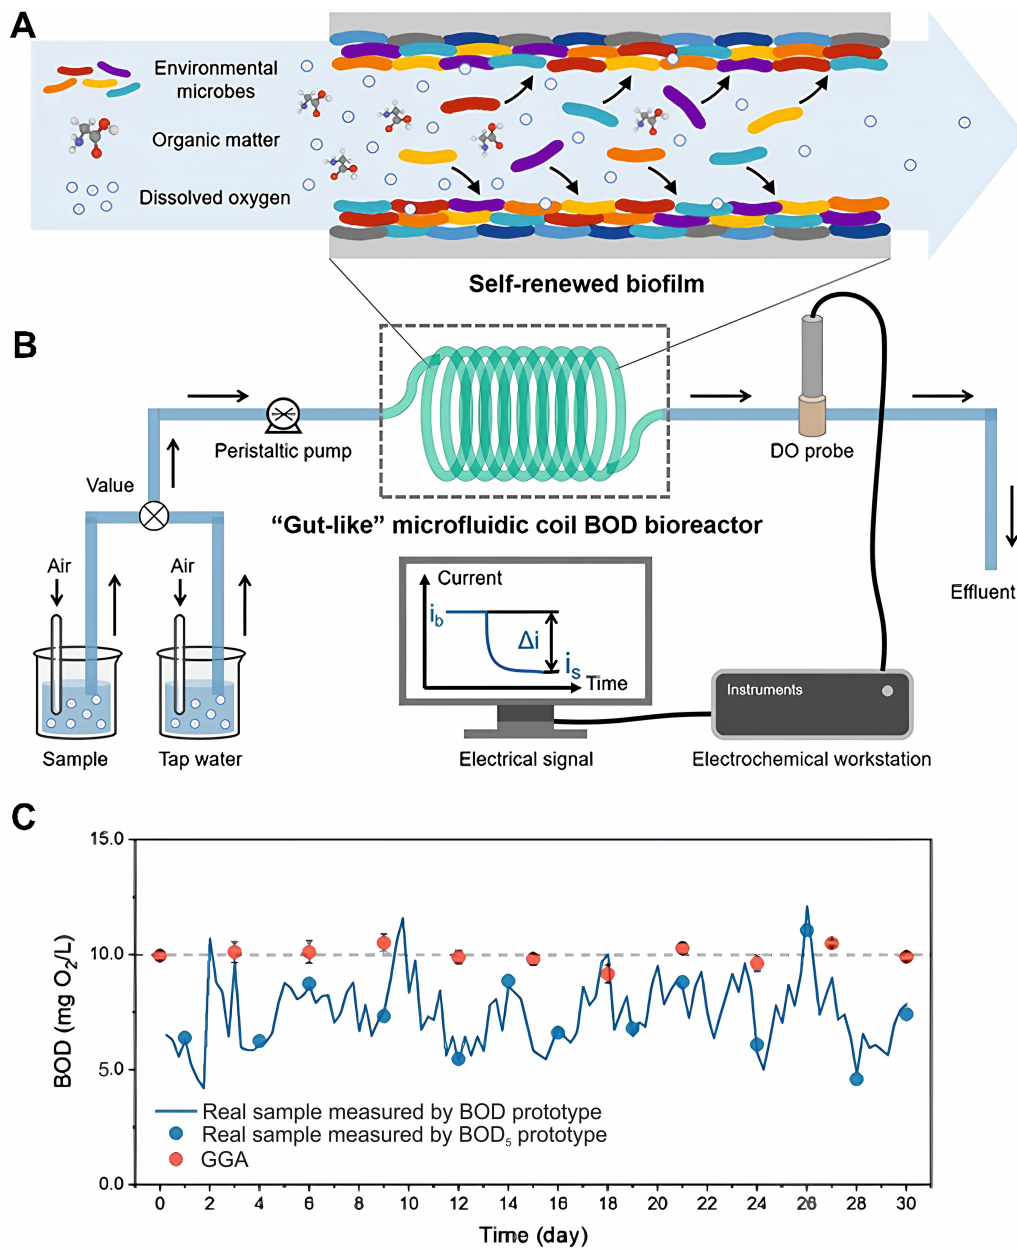 A
Environmental
microbes
Organic matter
Dissolved oxygen
Self-renewed biofilm
B
Peristaltic pump
DO probe
Value
"Gut-like" microfluidic coil BOD bioreactor
Air
Air
Effluent
Current
i_b
Δi
i_s
Time
Instruments
Sample
Tap water
Electrical signal
Electrochemical workstation
C
15.0
10.0
5.0
0.0
BOD (mg O₂/L)
Real sample measured by BOD prototype
Real sample measured by BOD₅ prototype
GGA
0 2 4 6 8 10 12 14 16 18 20 22 24 26 28 30
Time (day)